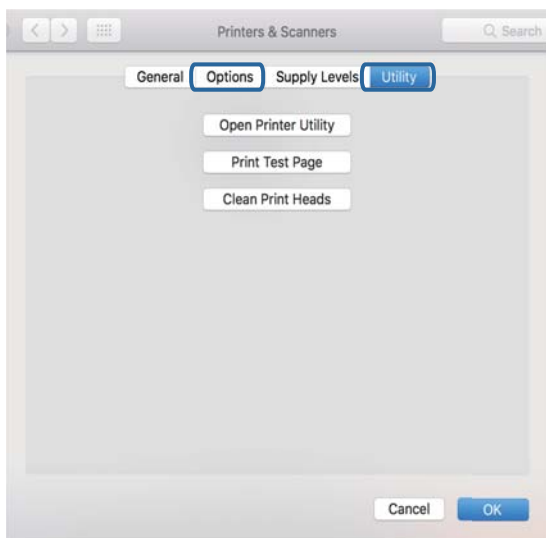 Printers & Scanners
Search
General Options Supply Levels Utility
Open Printer Utility
Print Test Page
Clean Print Heads
Cancel OK